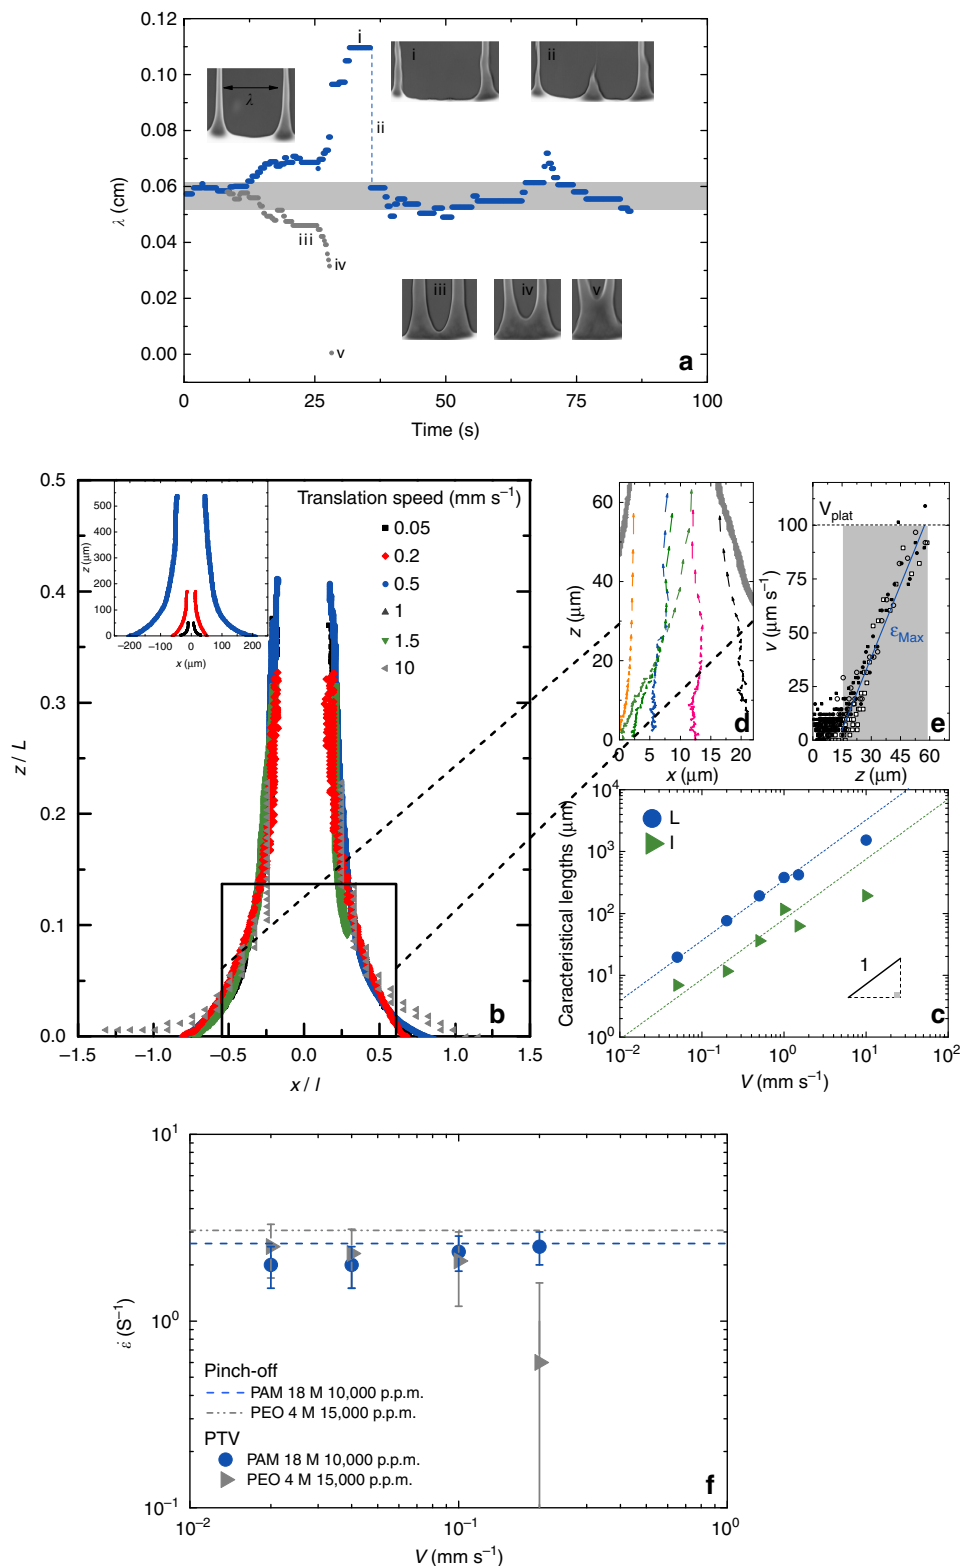 0.12
0.10
0.08
0.06
0.04
0.02
0.00
λ (cm)
0
25
50
75
100
Time (s)
λ
i
i
ii
ii
iii
iii
iv
iv
v
v
a
0.5
0.4
0.3
0.2
0.1
0.0
z / L
−1.5
−1.0
−0.5
0.0
0.5
1.0
1.5
x / l
500
400
300
200
100
0
z (μm)
−200
−100
0
100
200
x (μm)
Translation speed (mm s−1)
0.05
0.2
0.5
1
1.5
10
b
60
40
20
0
z (μm)
0
5
10
15
20
x (μm)
d
Vplat
100
75
50
25
0
v (μm s−1)
ε̇Max
0
15
30
45
60
z (μm)
e
104
103
102
101
100
Caracteristical lengths (μm)
L
l
1
c
10−2
10−1
100
101
102
V (mm s−1)
101
100
10−1
ε̇ (S−1)
Pinch-off
PAM 18 M 10,000 p.p.m.
PEO 4 M 15,000 p.p.m.
PTV
PAM 18 M 10,000 p.p.m.
PEO 4 M 15,000 p.p.m.
f
10−2
10−1
100
V (mm s−1)